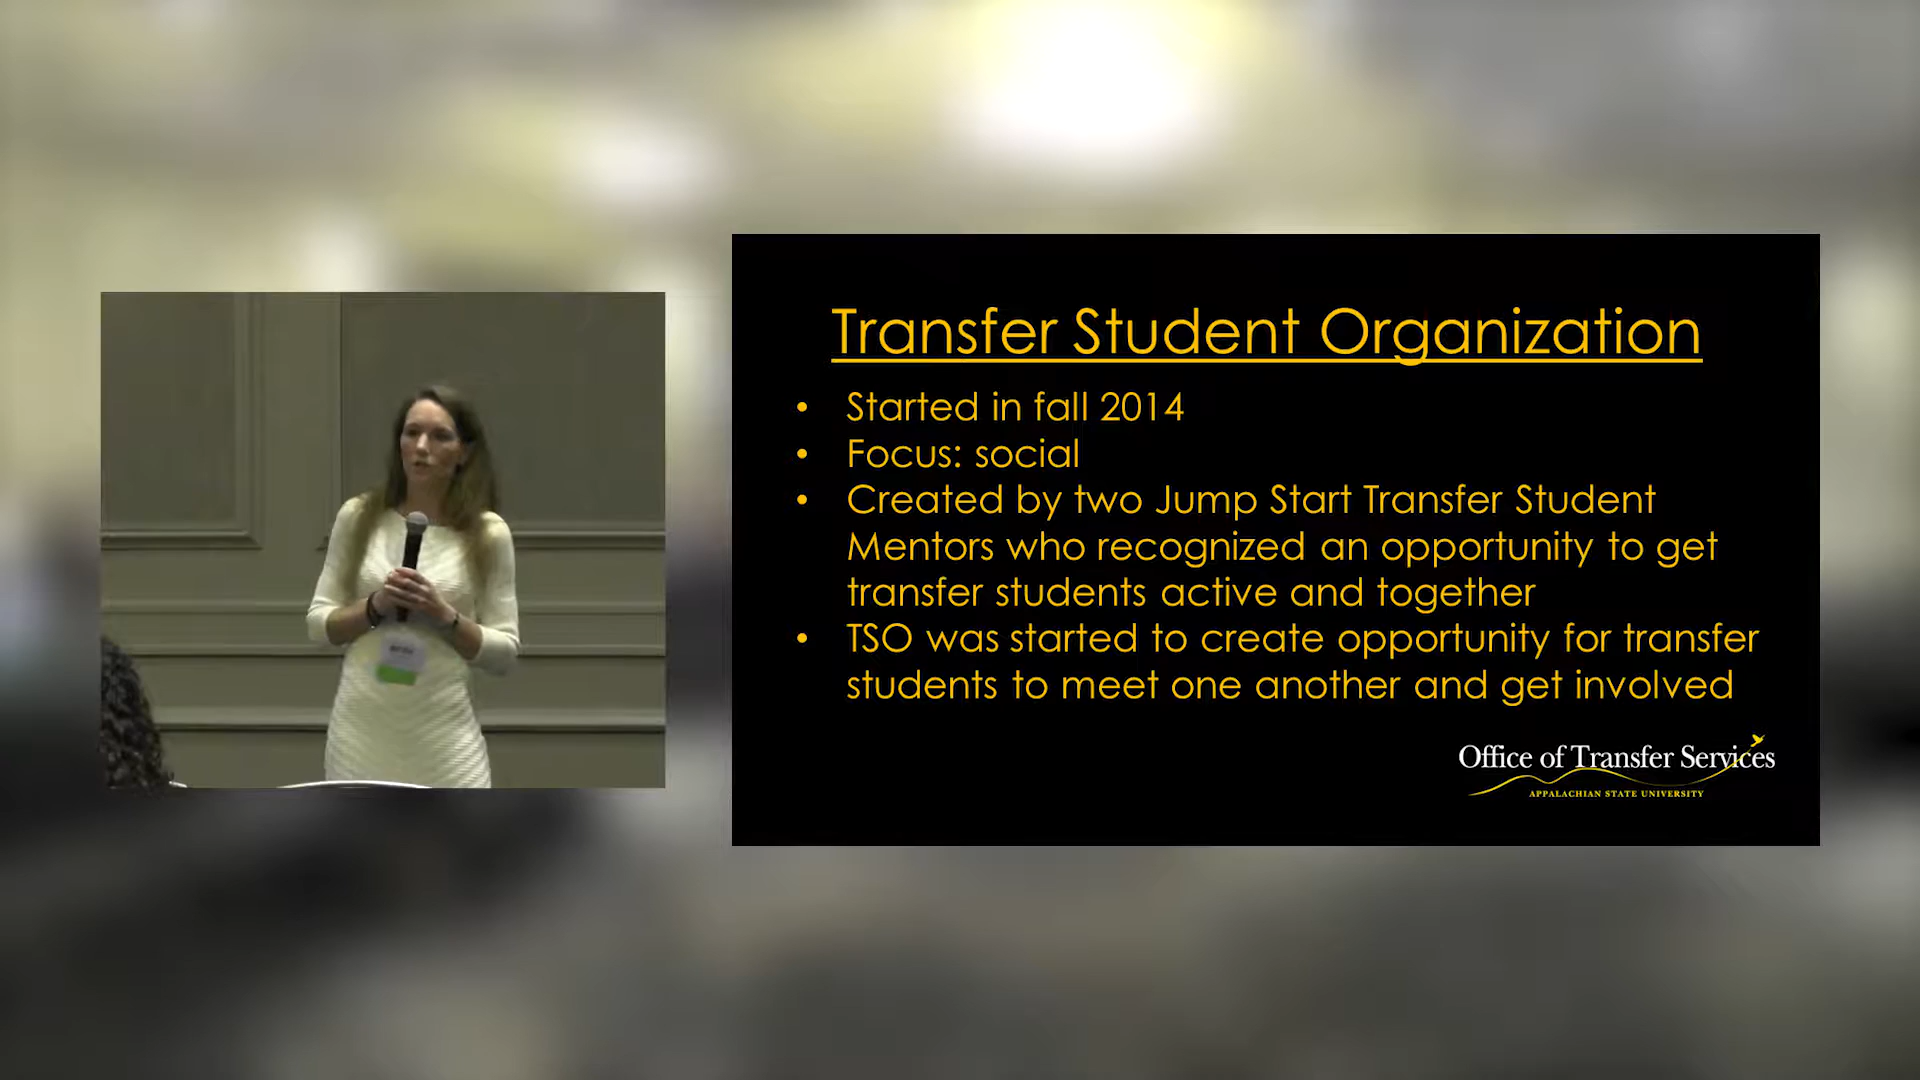 Transfer Student Organization
• Started in fall 2014
• Focus: social
• Created by two Jump Start Transfer Student
Mentors who recognized an opportunity to get
transfer students active and together
• TSO was started to create opportunity for transfer
students to meet one another and get involved
Office of Transfer Services
APPALACHIAN STATE UNIVERSITY